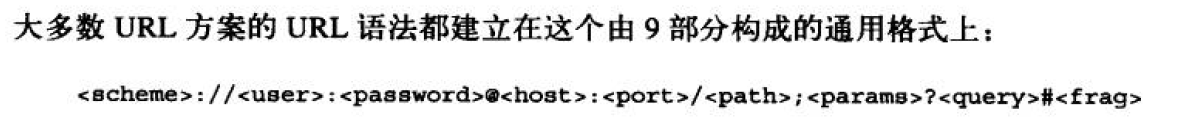 大多数 URL 方案的 URL 语法都建立在这个由 9 部分构成的通用格式上：
<scheme>://<user>:<password>@<host>:<port>/<path>;<params>?<query>#<frag>